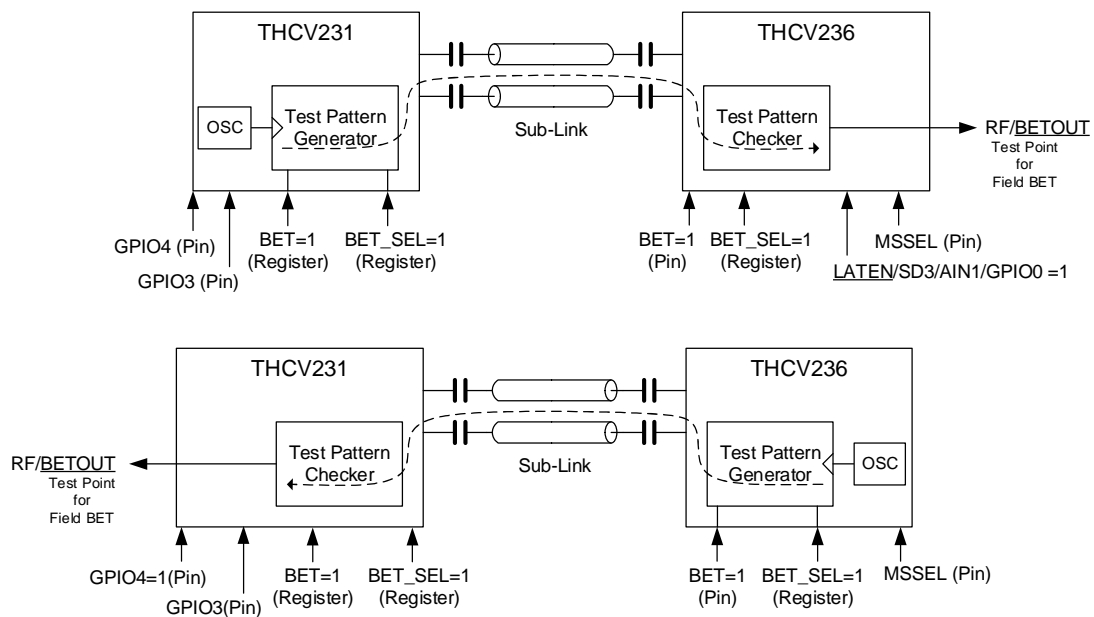 THCV231
THCV236
OSC
Test Pattern
Generator
Sub-Link
Test Pattern
Checker
RF/BETOUT
Test Point
for
Field BET
GPIO4 (Pin)
GPIO3 (Pin)
BET=1
(Register)
BET_SEL=1
(Register)
BET=1
(Pin)
BET_SEL=1
(Register)
MSSEL (Pin)
LATEN/SD3/AIN1/GPIO0 =1
THCV231
THCV236
RF/BETOUT
Test Point
for
Field BET
Test Pattern
Checker
Sub-Link
Test Pattern
Generator
OSC
GPIO4=1(Pin)
GPIO3(Pin)
BET=1
(Register)
BET_SEL=1
(Register)
BET=1
(Pin)
BET_SEL=1
(Register)
MSSEL (Pin)